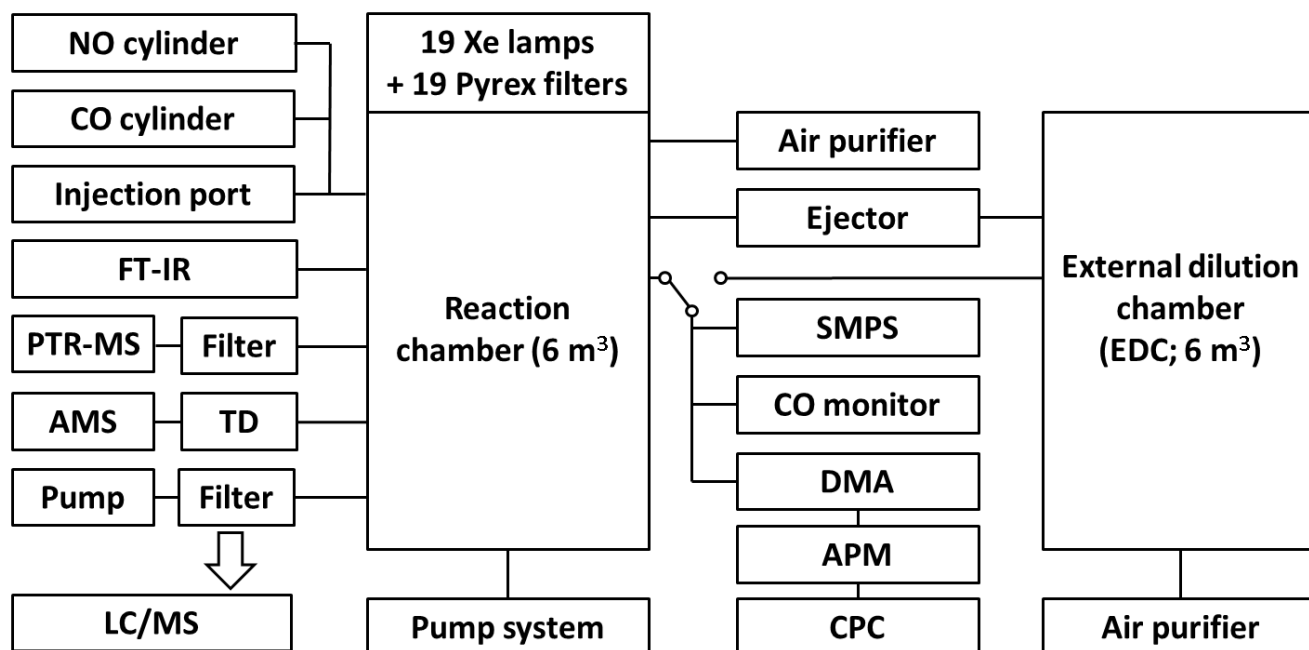 NO cylinder
CO cylinder
Injection port
FT-IR
PTR-MS
Filter
AMS
TD
Pump
Filter
LC/MS
19 Xe lamps
+ 19 Pyrex filters
Reaction
chamber (6 m³)
Pump system
Air purifier
Ejector
SMPS
CO monitor
DMA
APM
CPC
External dilution
chamber
(EDC; 6 m³)
Air purifier